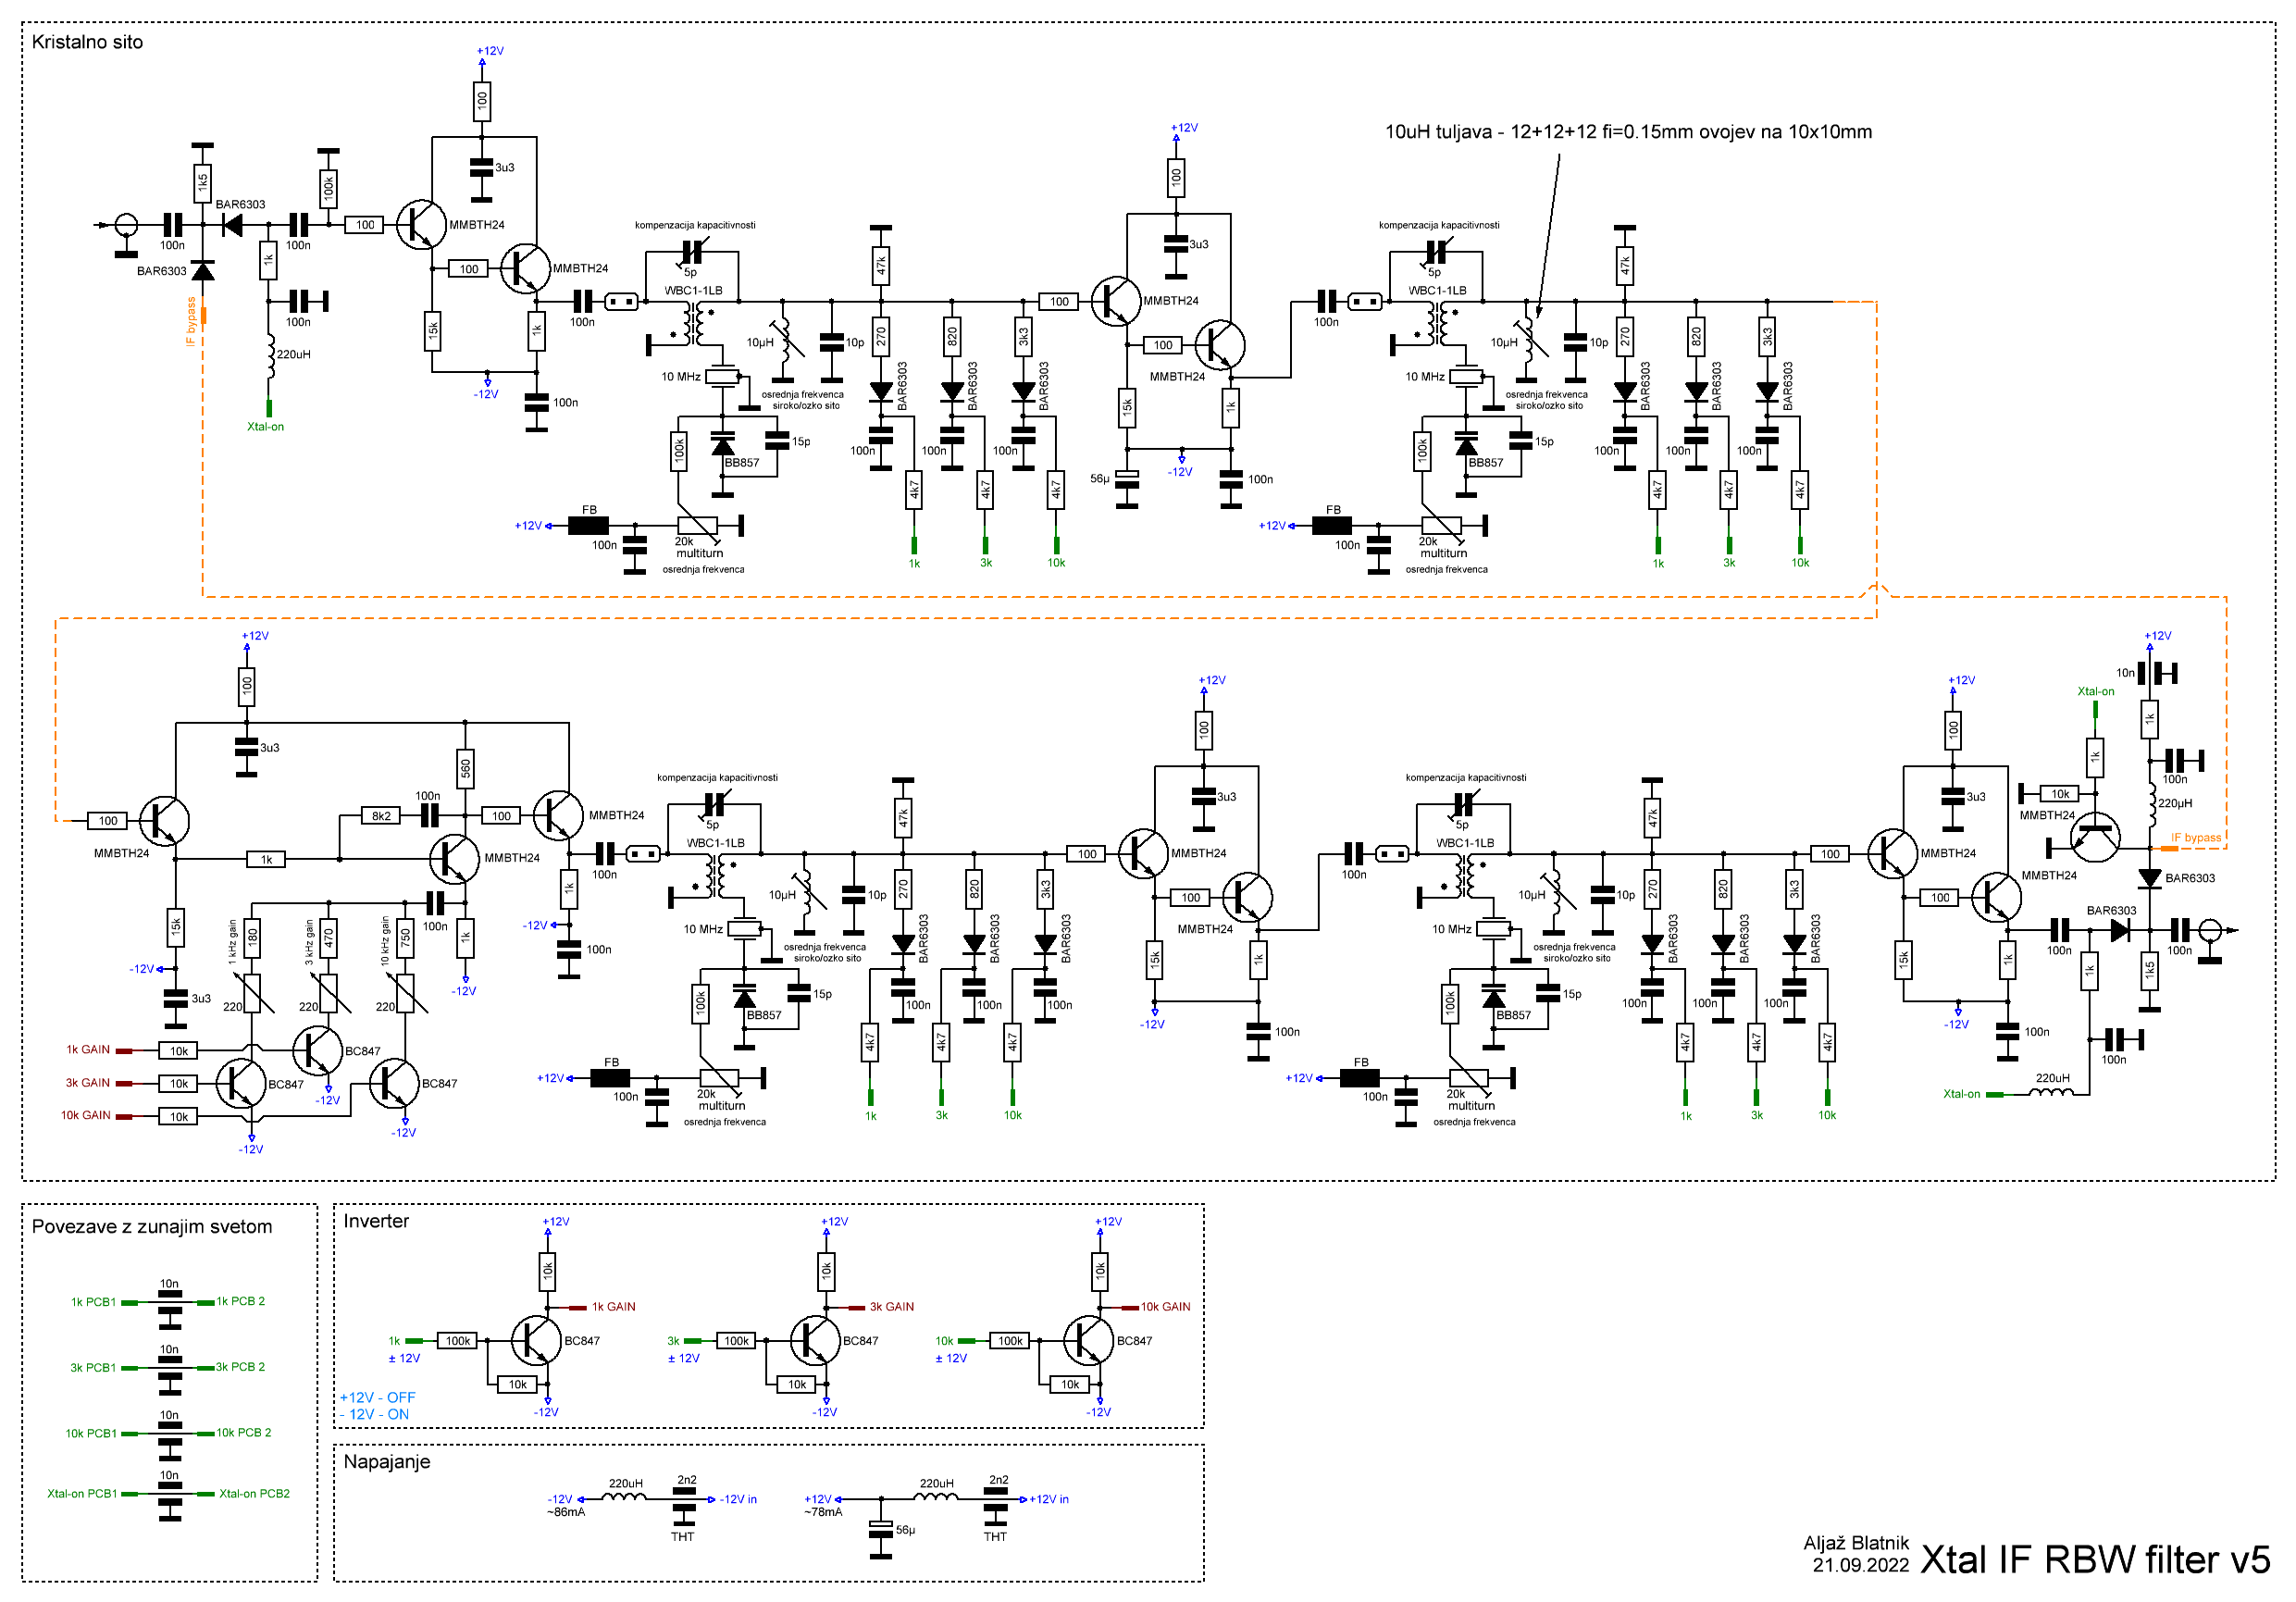 Kristalno sito
+12V
100
3u3
1k5
BAR6303
100k
100n
100n
100
MMBTH24
BAR6303
1k
100
MMBTH24
IF bypass
100n
220uH
15k
1k
100n
-12V
100n
Xtal-on
kompenzacija kapacitivnosti
5p
WBC1-1LB
47k
10µH
10p
270
820
3k3
10 MHz
osrednja frekvenca
siroko/ozko sito
BAR6303
BAR6303
BAR6303
100k
BB857
15p
100n
100n
100n
4k7
4k7
4k7
FB
+12V
100n
20k
multiturn
osrednja frekvenca
1k
3k
10k
+12V
100
3u3
100
MMBTH24
100
MMBTH24
15k
1k
-12V
56µ
100n
10uH tuljava - 12+12+12 fi=0.15mm ovojev na 10x10mm
kompenzacija kapacitivnosti
5p
WBC1-1LB
100n
47k
10µH
10p
270
820
3k3
10 MHz
osrednja frekvenca
siroko/ozko sito
BAR6303
BAR6303
BAR6303
100k
BB857
15p
100n
100n
100n
4k7
4k7
4k7
FB
+12V
100n
20k
multiturn
osrednja frekvenca
1k
3k
10k
+12V
100
3u3
560
100
MMBTH24
8k2
100n
100
MMBTH24
1k
MMBTH24
15k
-12V
3u3
1 kHz gain
180
3 kHz gain
470
10 kHz gain
750
100n
1k
-12V
220
220
220
1k GAIN
10k
BC847
3k GAIN
10k
BC847
-12V
BC847
10k GAIN
10k
-12V
-12V
1k
-12V
100n
100n
kompenzacija kapacitivnosti
5p
WBC1-1LB
47k
10µH
10p
270
820
3k3
10 MHz
osrednja frekvenca
siroko/ozko sito
BAR6303
BAR6303
BAR6303
100k
BB857
15p
100n
100n
100n
4k7
4k7
4k7
FB
+12V
100n
20k
multiturn
osrednja frekvenca
1k
3k
10k
+12V
100
3u3
100
MMBTH24
100
MMBTH24
15k
1k
-12V
100n
100n
kompenzacija kapacitivnosti
5p
WBC1-1LB
47k
10µH
10p
270
820
3k3
10 MHz
osrednja frekvenca
siroko/ozko sito
BAR6303
BAR6303
BAR6303
100k
BB857
15p
100n
100n
100n
4k7
4k7
4k7
FB
+12V
100n
20k
multiturn
osrednja frekvenca
1k
3k
10k
+12V
100
3u3
100
MMBTH24
100
MMBTH24
15k
1k
-12V
100n
+12V
10n
Xtal-on
1k
1k
100n
10k
MMBTH24
220µH
IF bypass
BAR6303
BAR6303
100n
100n
1k
1k5
100n
220uH
Xtal-on
Povezave z zunajim svetom
10n
1k PCB1
1k PCB 2
10n
3k PCB1
3k PCB 2
10n
10k PCB1
10k PCB 2
10n
Xtal-on PCB1
Xtal-on PCB2
Inverter
+12V
10k
1k GAIN
1k
100k
BC847
± 12V
10k
-12V
+12V
10k
3k GAIN
3k
100k
BC847
± 12V
10k
-12V
+12V
10k
10k GAIN
10k
100k
BC847
± 12V
10k
-12V
+12V - OFF
- 12V - ON
Napajanje
220uH
2n2
-12V
-12V in
~86mA
THT
220uH
2n2
+12V
+12V in
~78mA
56µ
THT
Aljaž Blatnik
21.09.2022
Xtal IF RBW filter v5